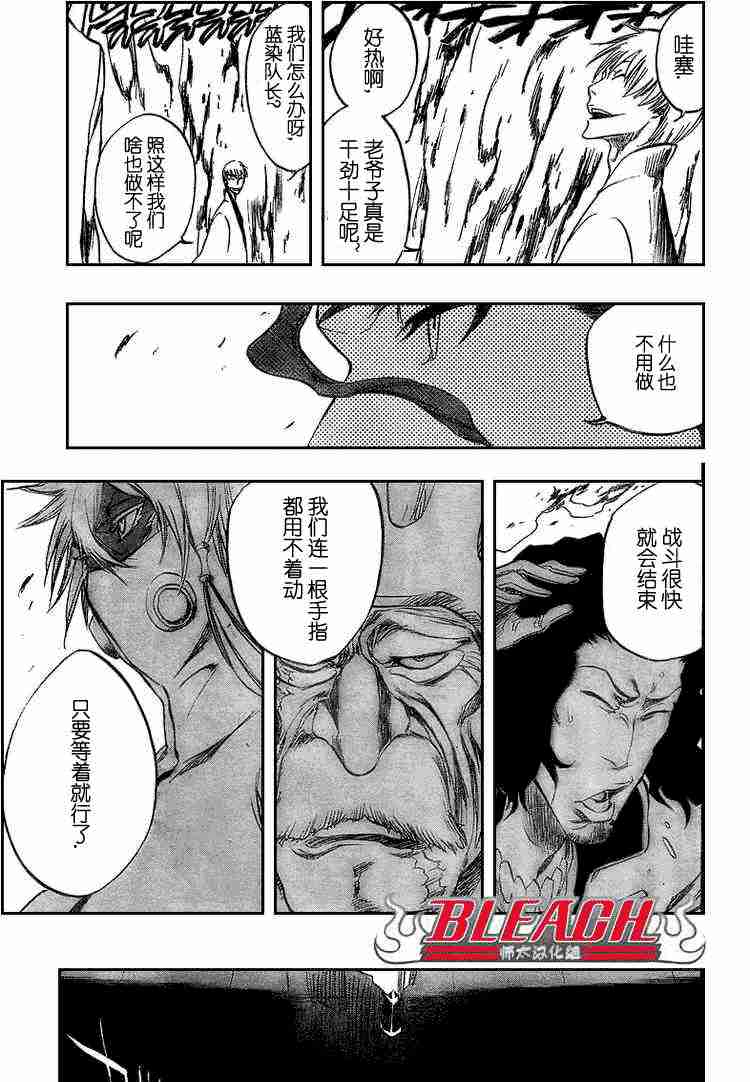 哇塞.
好热啊,
老爷子真是
干劲十足呢~
我们怎么办呀,
蓝染队长?
照这样我们
啥也做不了呢
什么也
不用做
战斗很快
就会结束
我们连一根手指
都用不着动
只要等着就行了.
BLEACH
师太汉化组